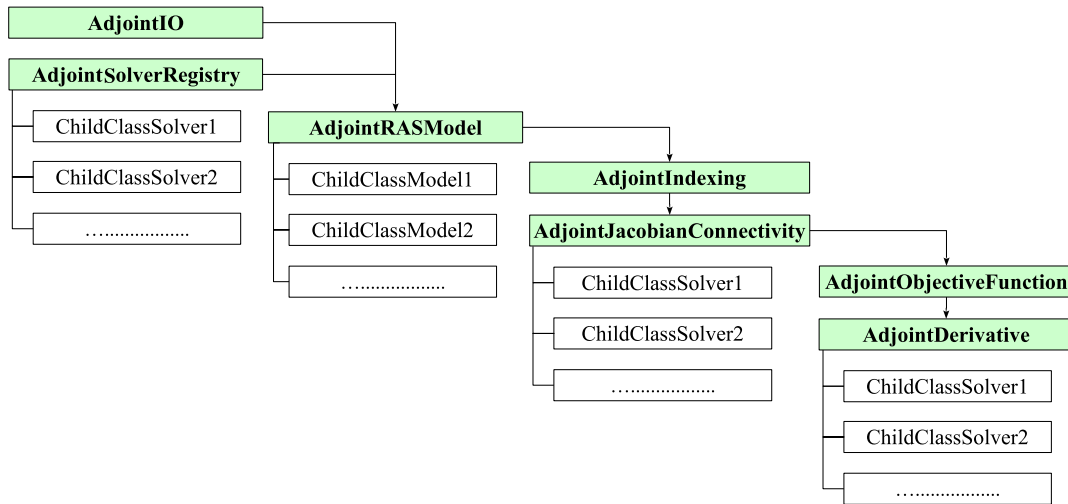 AdjointIO
AdjointSolverRegistry
ChildClassSolver1
ChildClassSolver2
….................
AdjointRASModel
ChildClassModel1
ChildClassModel2
….................
AdjointIndexing
AdjointJacobianConnectivity
ChildClassSolver1
ChildClassSolver2
….................
AdjointObjectiveFunction
AdjointDerivative
ChildClassSolver1
ChildClassSolver2
….................